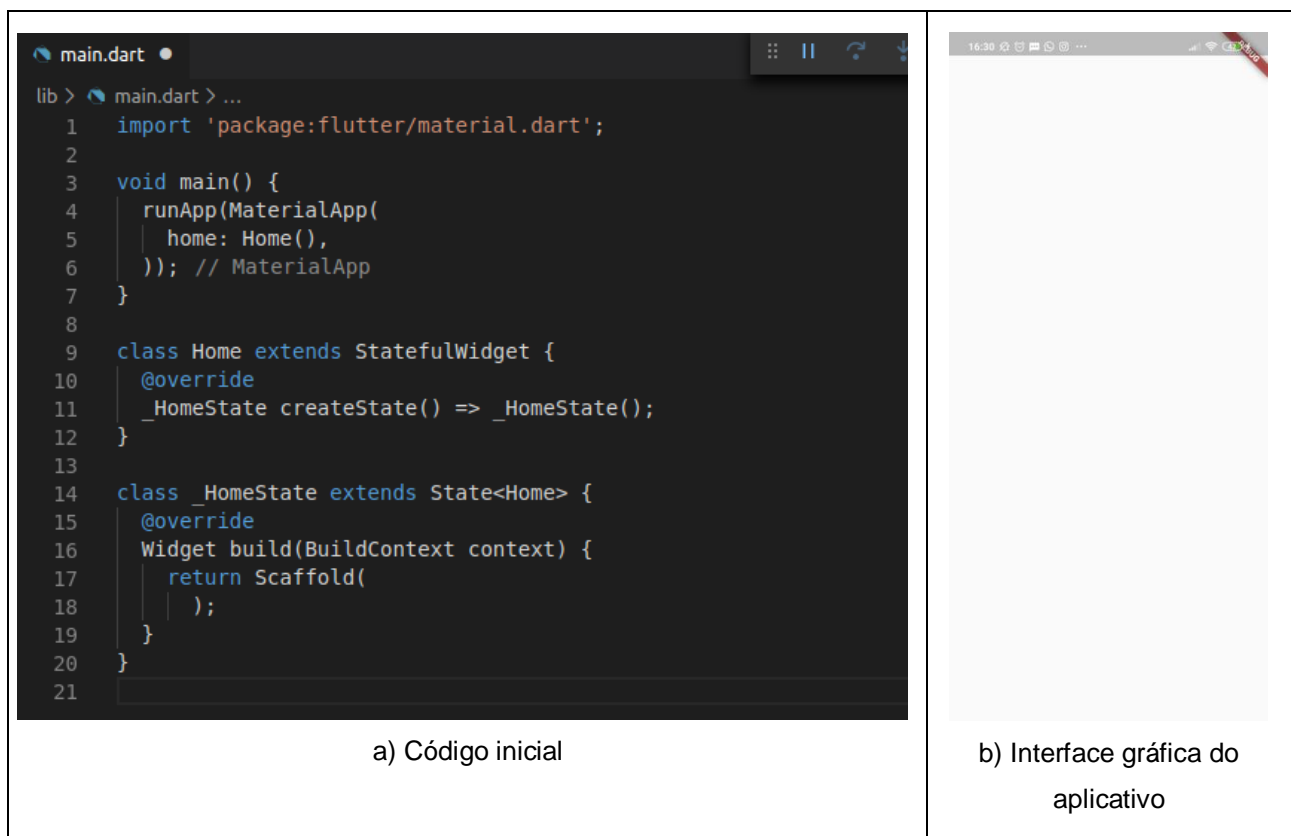 main.dart ●
lib > main.dart > ...
1 import 'package:flutter/material.dart';
2
3 void main() {
4 runApp(MaterialApp(
5 home: Home(),
6 )); // MaterialApp
7 }
8
9 class Home extends StatefulWidget {
10 @override
11 _HomeState createState() => _HomeState();
12 }
13
14 class _HomeState extends State<Home> {
15 @override
16 Widget build(BuildContext context) {
17 return Scaffold(
18 );
19 }
20 }
21
a) Código inicial
16:30 ...
b) Interface gráfica do
aplicativo